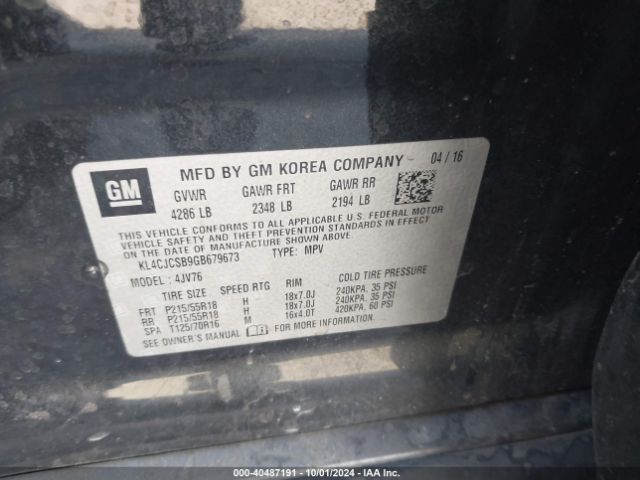 GM
MFD BY GM KOREA COMPANY 04 / 16
GVWR GAWR FRT GAWR RR
4286 LB 2348 LB 2194 LB
THIS VEHICLE CONFORMS TO ALL APPLICABLE U.S. FEDERAL MOTOR
VEHICLE SAFETY AND THEFT PREVENTION STANDARDS IN EFFECT
ON THE DATE OF MANUFACTURE SHOWN ABOVE.
KL4CJCSB9GB679673 TYPE: MPV
MODEL: 4JV76
TIRE SIZE SPEED RTG RIM COLD TIRE PRESSURE
FRT P215/55R18 H 18x7.0J 240KPA, 35 PSI
RR P215/55R18 H 18x7.0J 240KPA, 35 PSI
SPA T125/70R16 M 16x4.0T 420KPA, 60 PSI
SEE OWNER'S MANUAL FOR MORE INFORMATION.
000-40487191 - 10/01/2024 - IAA Inc.